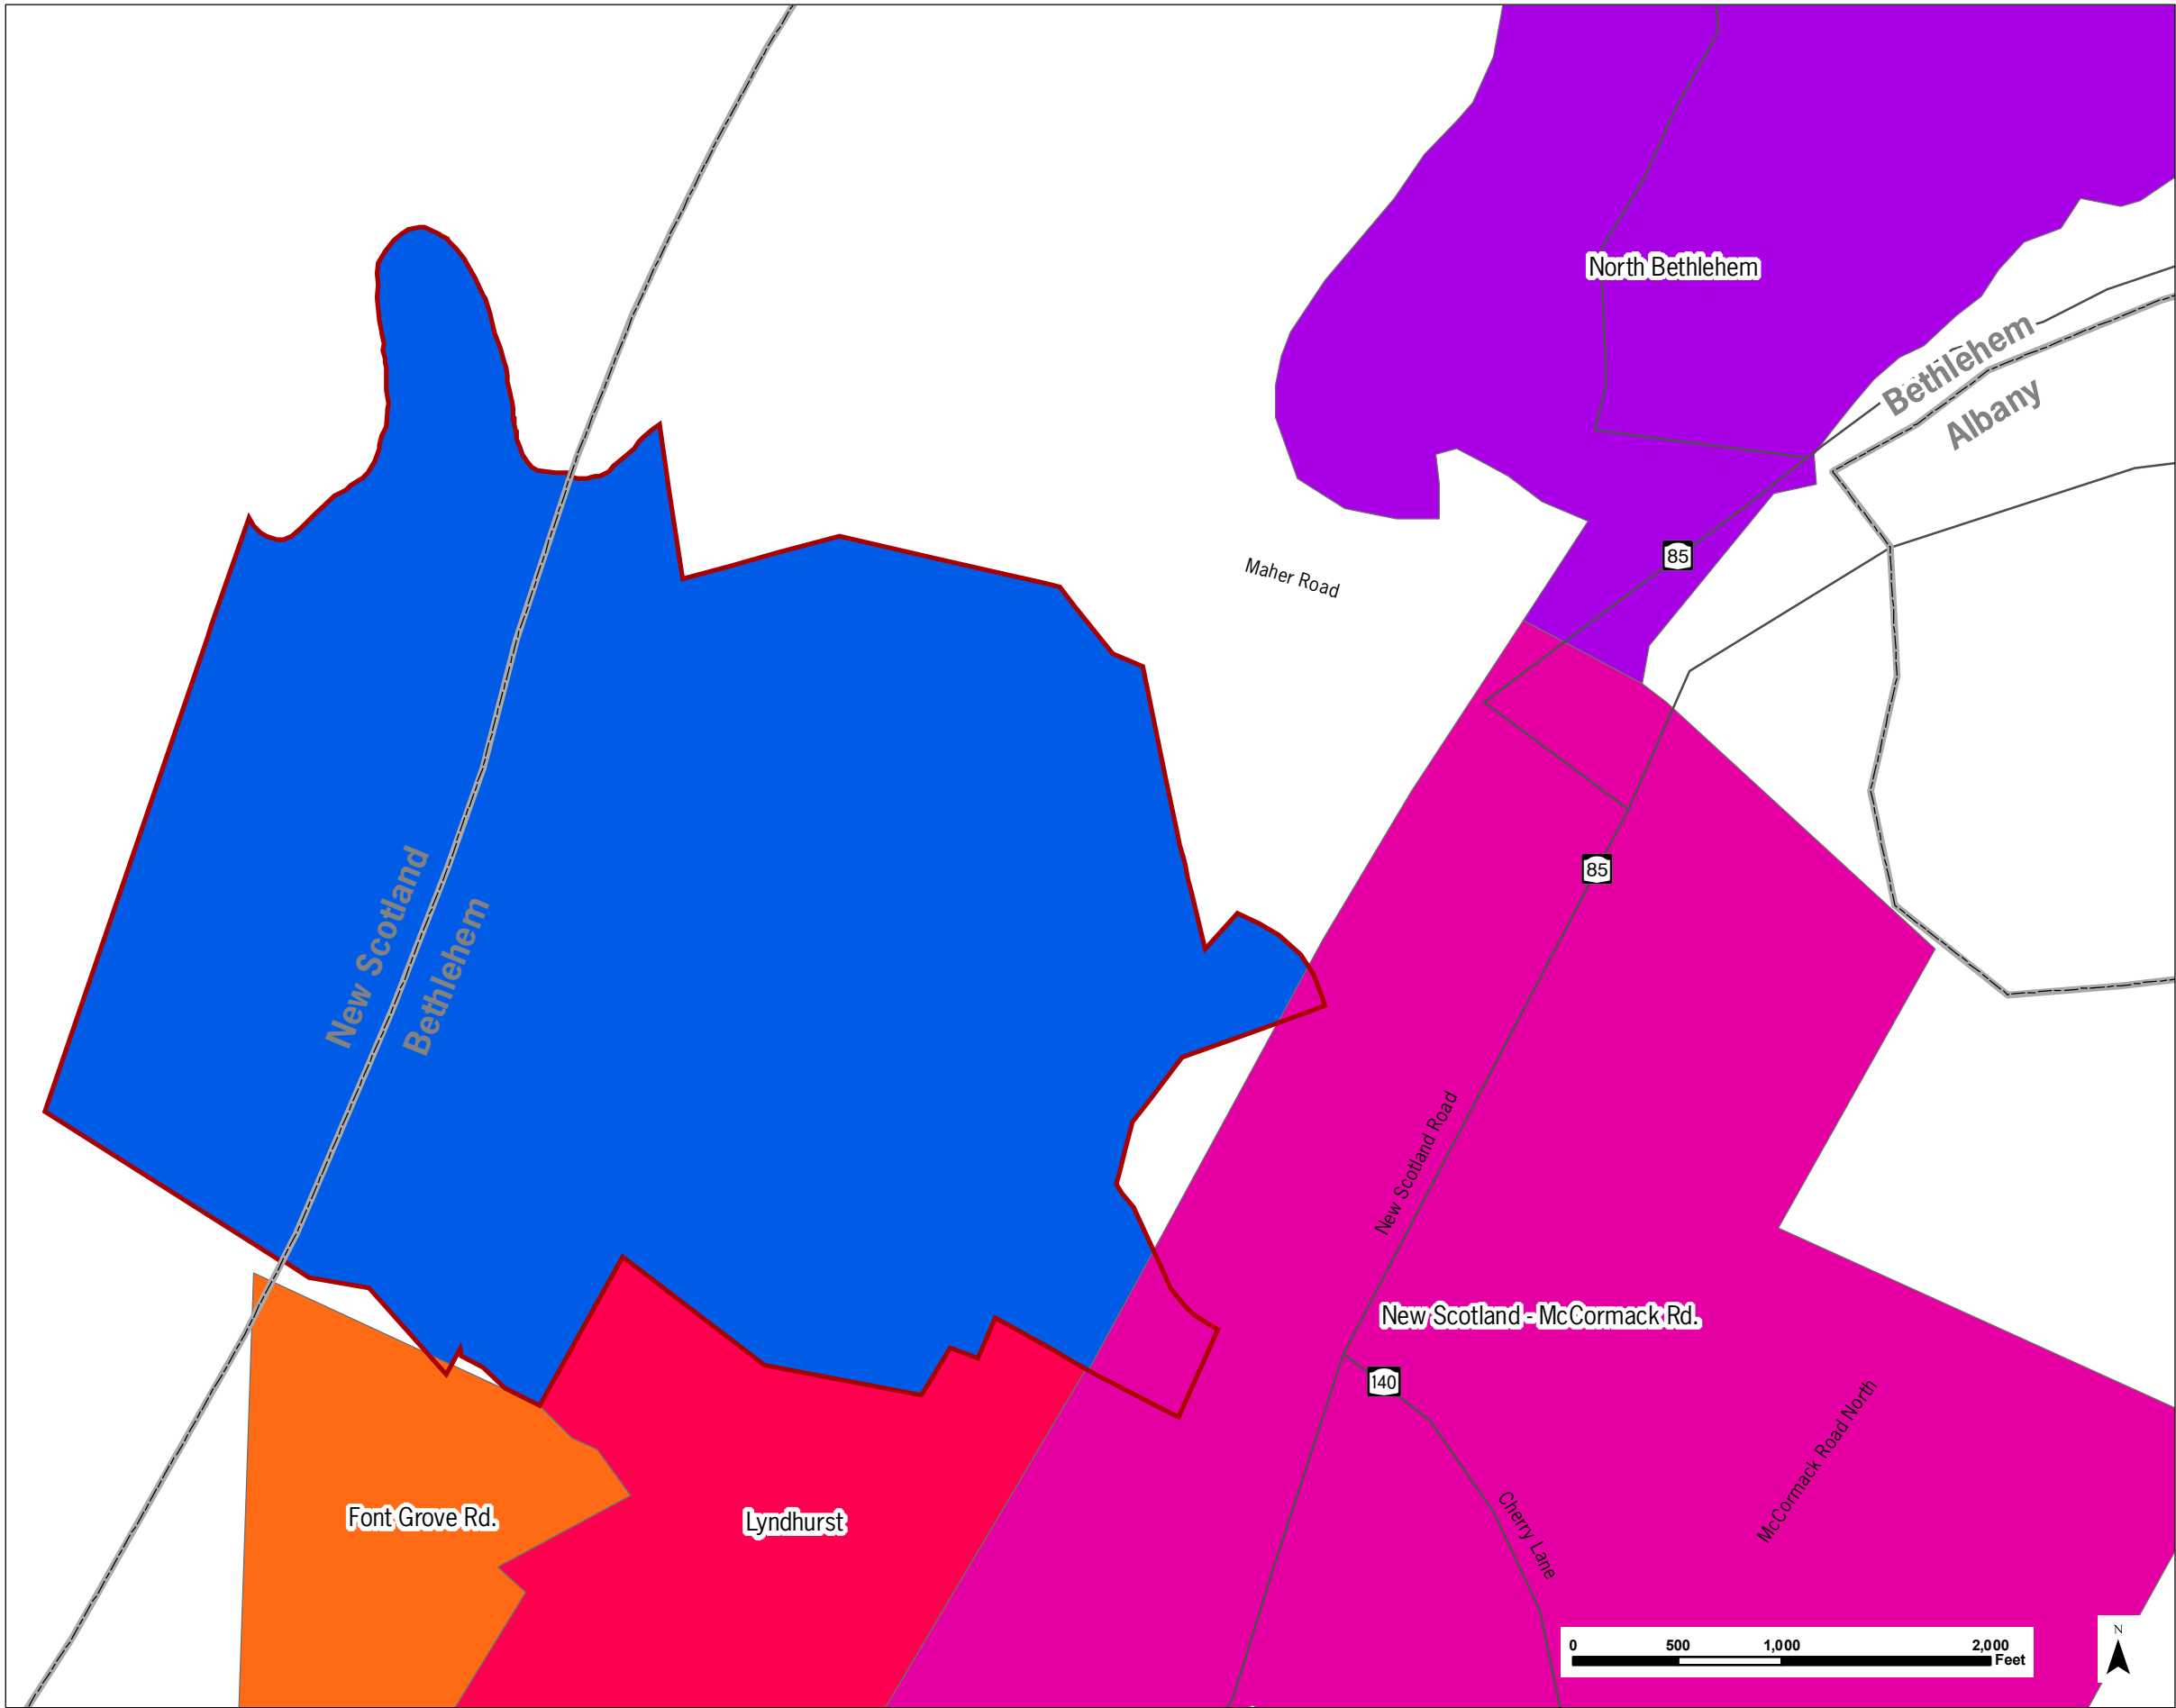 North Bethlehem
Bethlehem
Albany
85
Maher Road
85
New Scotland
Bethlehem
New Scotland Road
New Scotland - McCormack Rd.
140
McCormack Road North
Cherry Lane
Font Grove Rd.
Lyndhurst
0 500 1,000 2,000
Feet
N